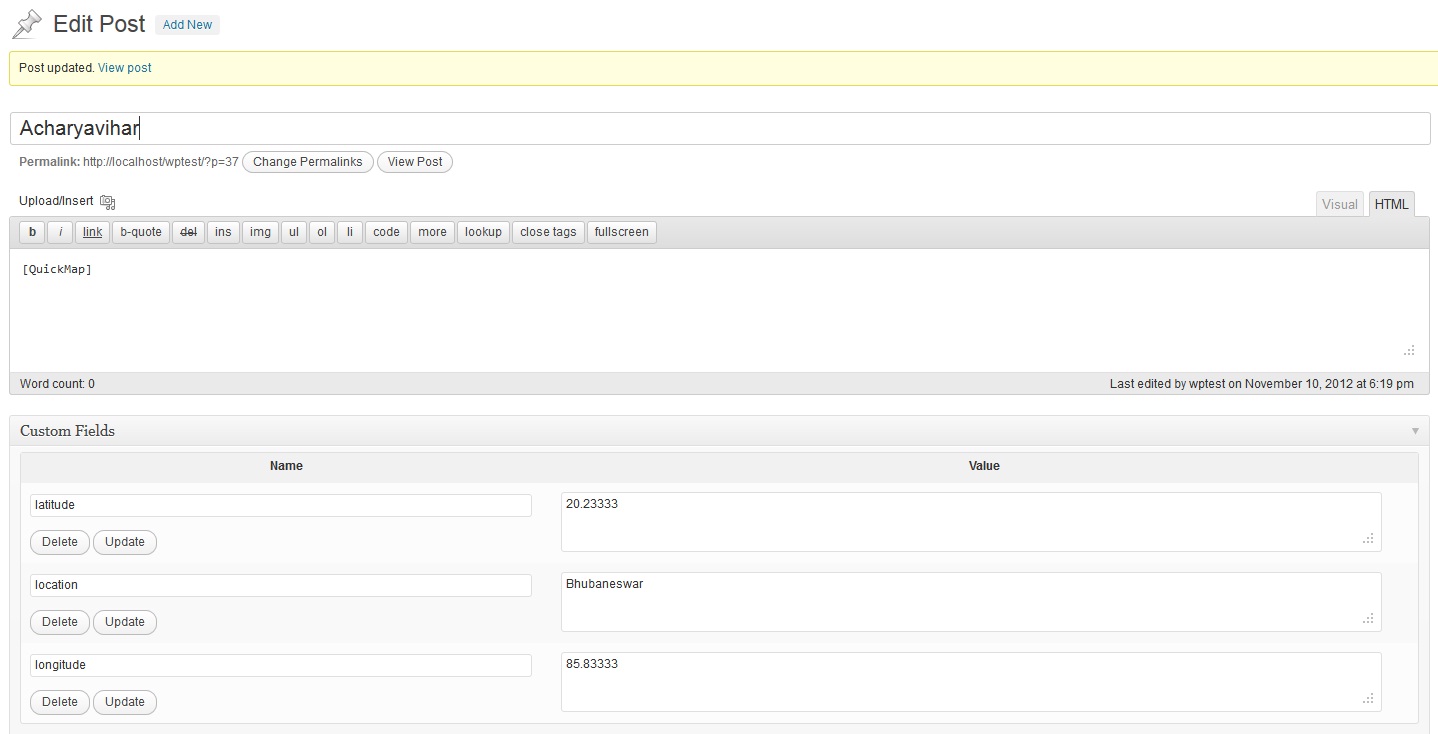 Edit Post Add New
Post updated. View post
Acharyavihar
Permalink: http://localhost/wptest/?p=37 Change Permalinks View Post
Upload/Insert Visual HTML
b i link b-quote del ins img ul ol li code more lookup close tags fullscreen
[QuickMap]
Word count: 0 Last edited by wptest on November 10, 2012 at 6:19 pm
Custom Fields
Name Value
latitude 20.23333
Delete Update
location Bhubaneswar
Delete Update
longitude 85.83333
Delete Update